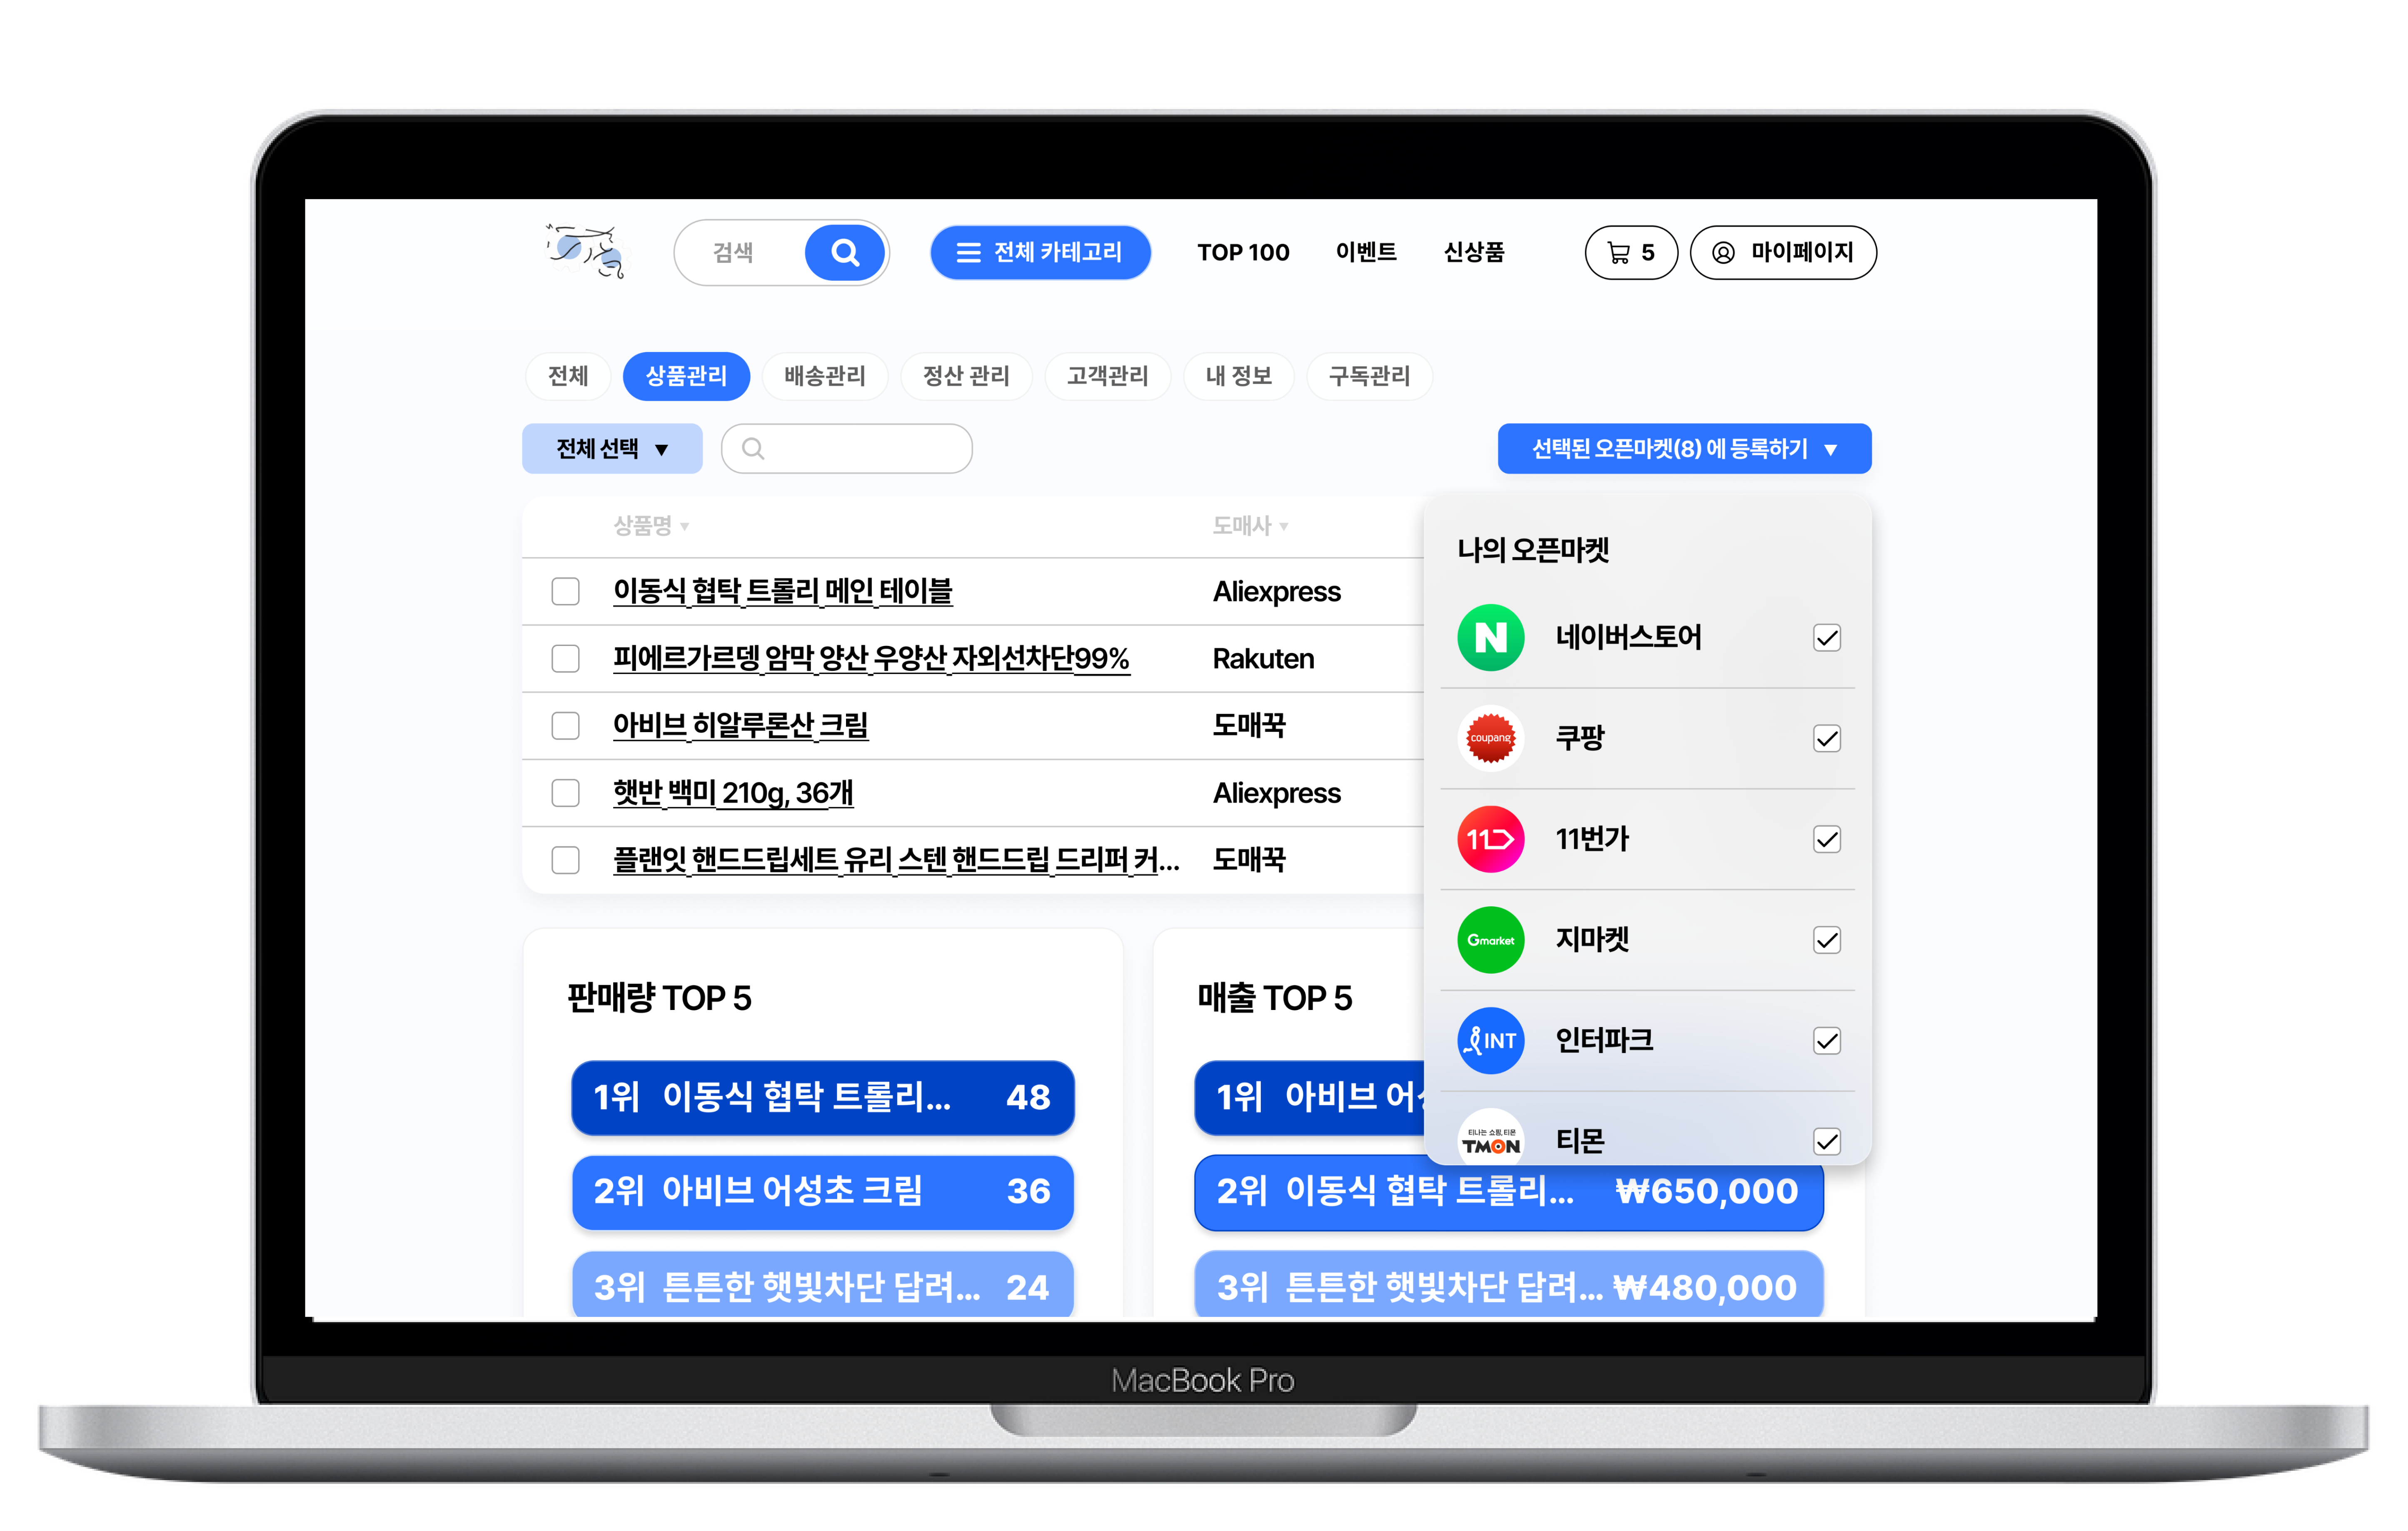 검색
전체 카테고리
TOP 100
이벤트
신상품
5
마이페이지
전체
상품관리
배송관리
정산 관리
고객관리
내 정보
구독관리
전체 선택 ▼
선택된 오픈마켓(8) 에 등록하기 ▼
상품명 ▼
도매사 ▼
이동식 협탁 트롤리 메인 테이블
Aliexpress
피에르가르뎅 암막 양산 우양산 자외선차단99%
Rakuten
아비브 히알루론산 크림
도매꾹
햇반 백미 210g, 36개
Aliexpress
플랜잇 핸드드립세트 유리 스텐 핸드드립 드리퍼 커...
도매꾹
나의 오픈마켓
N
네이버스토어
coupang
쿠팡
11
11번가
Gmarket
지마켓
INT
인터파크
티나는 쇼핑, 티몬
TMON
티몬
판매량 TOP 5
1위 이동식 협탁 트롤리... 48
2위 아비브 어성초 크림 36
3위 튼튼한 햇빛차단 답려... 24
매출 TOP 5
1위 아비브 어
2위 이동식 협탁 트롤리... ₩650,000
3위 튼튼한 햇빛차단 답려... ₩480,000
MacBook Pro